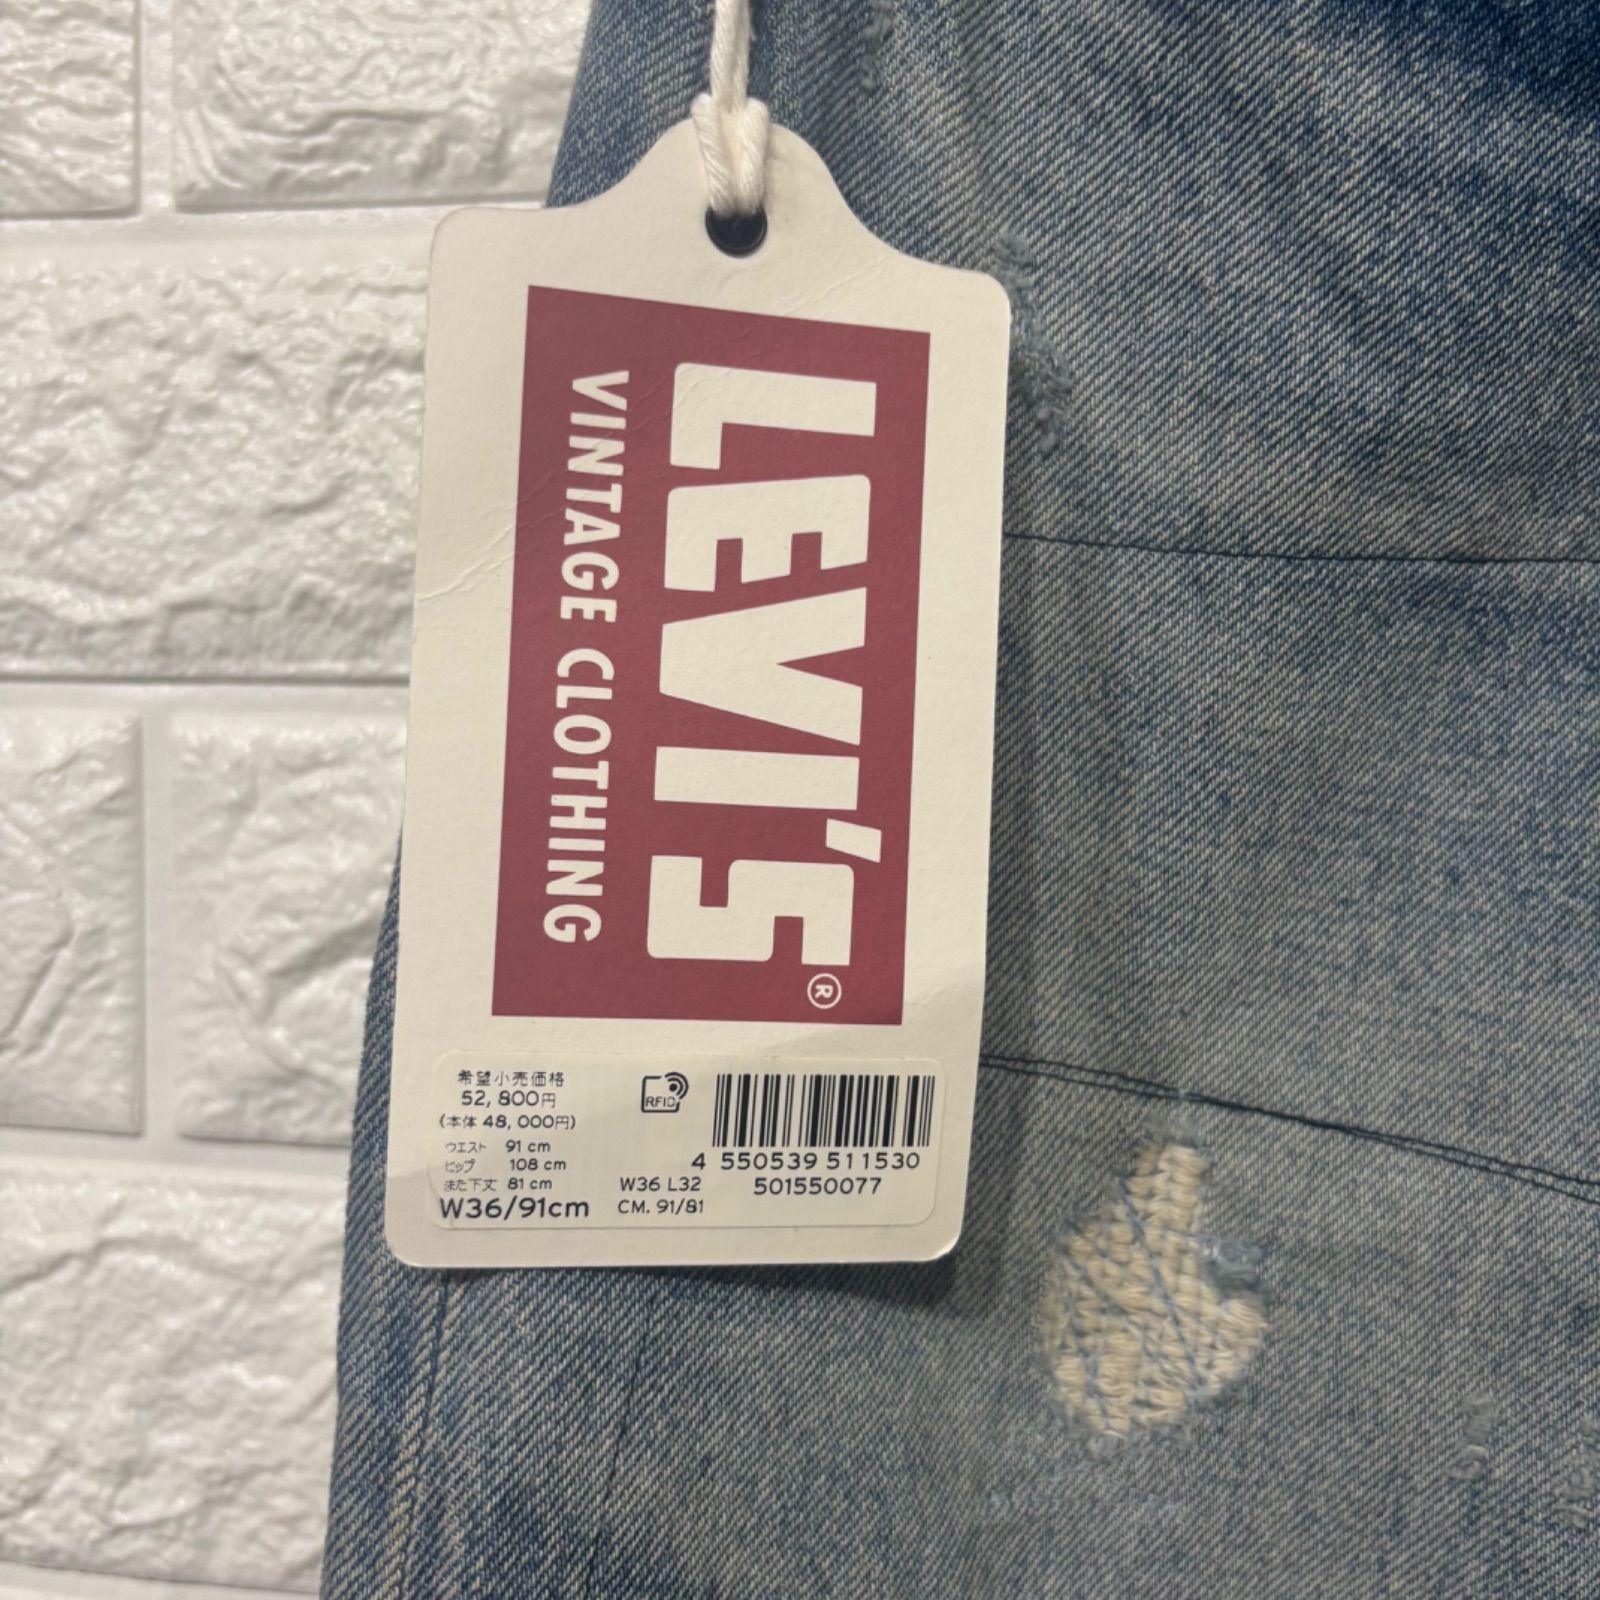 LEVI'S®
VINTAGE CLOTHING
希望小売価格
52,800円
(本体 48,000円)
ウエスト 91 cm
ヒップ 108 cm
また下丈 81 cm
W36/91cm
RFID
W36 L32
CM. 91/81
4 550539 511530
501550077